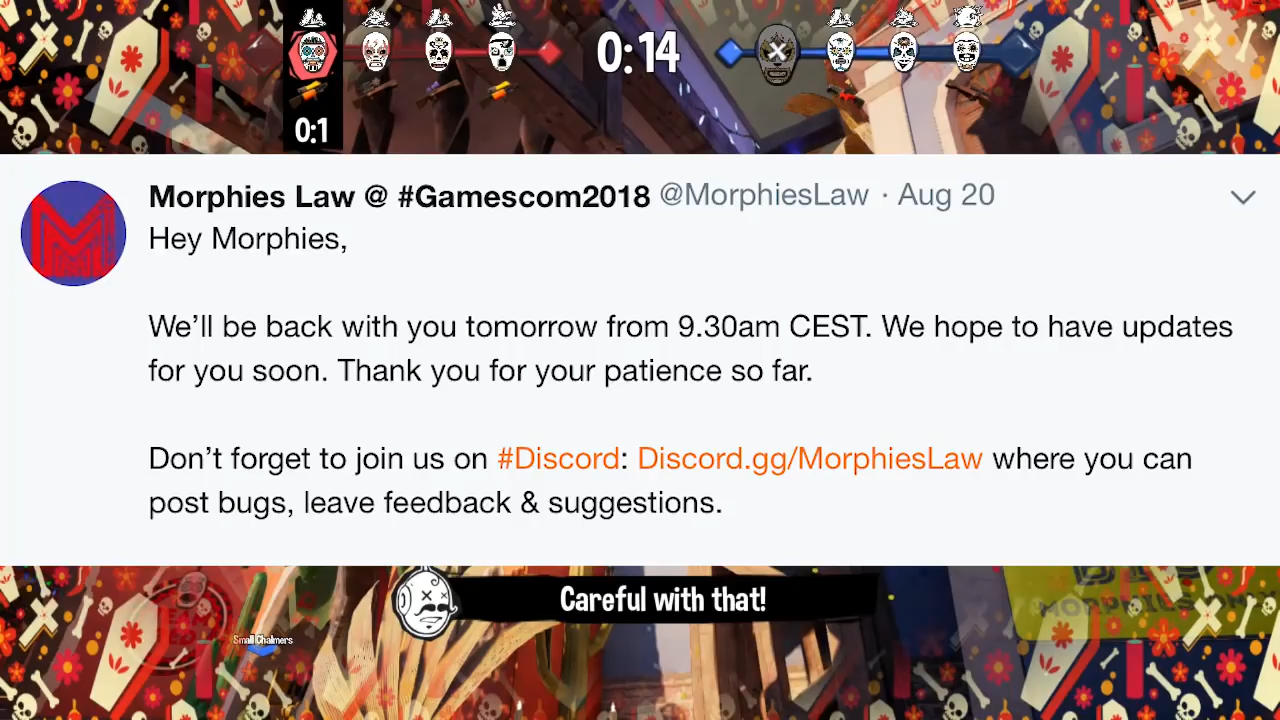 0:14
0:1
Morphies Law @ #Gamescom2018 @MorphiesLaw · Aug 20
Hey Morphies,
We’ll be back with you tomorrow from 9.30am CEST. We hope to have updates
for you soon. Thank you for your patience so far.
Don’t forget to join us on #Discord: Discord.gg/MorphiesLaw where you can
post bugs, leave feedback & suggestions.
Careful with that!
Small Chalmers